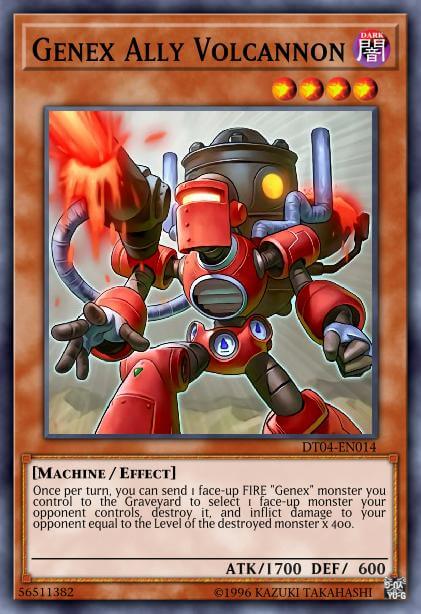 Genex Ally Volcannon
DARK
闇
DT04-EN014
[Machine / Effect]
Once per turn, you can send 1 face-up FIRE "Genex" monster you
control to the Graveyard to select 1 face-up monster your
opponent controls, destroy it, and inflict damage to your
opponent equal to the Level of the destroyed monster x 400.
ATK/1700 DEF/ 600
56511382
©1996 KAZUKI TAKAHASHI